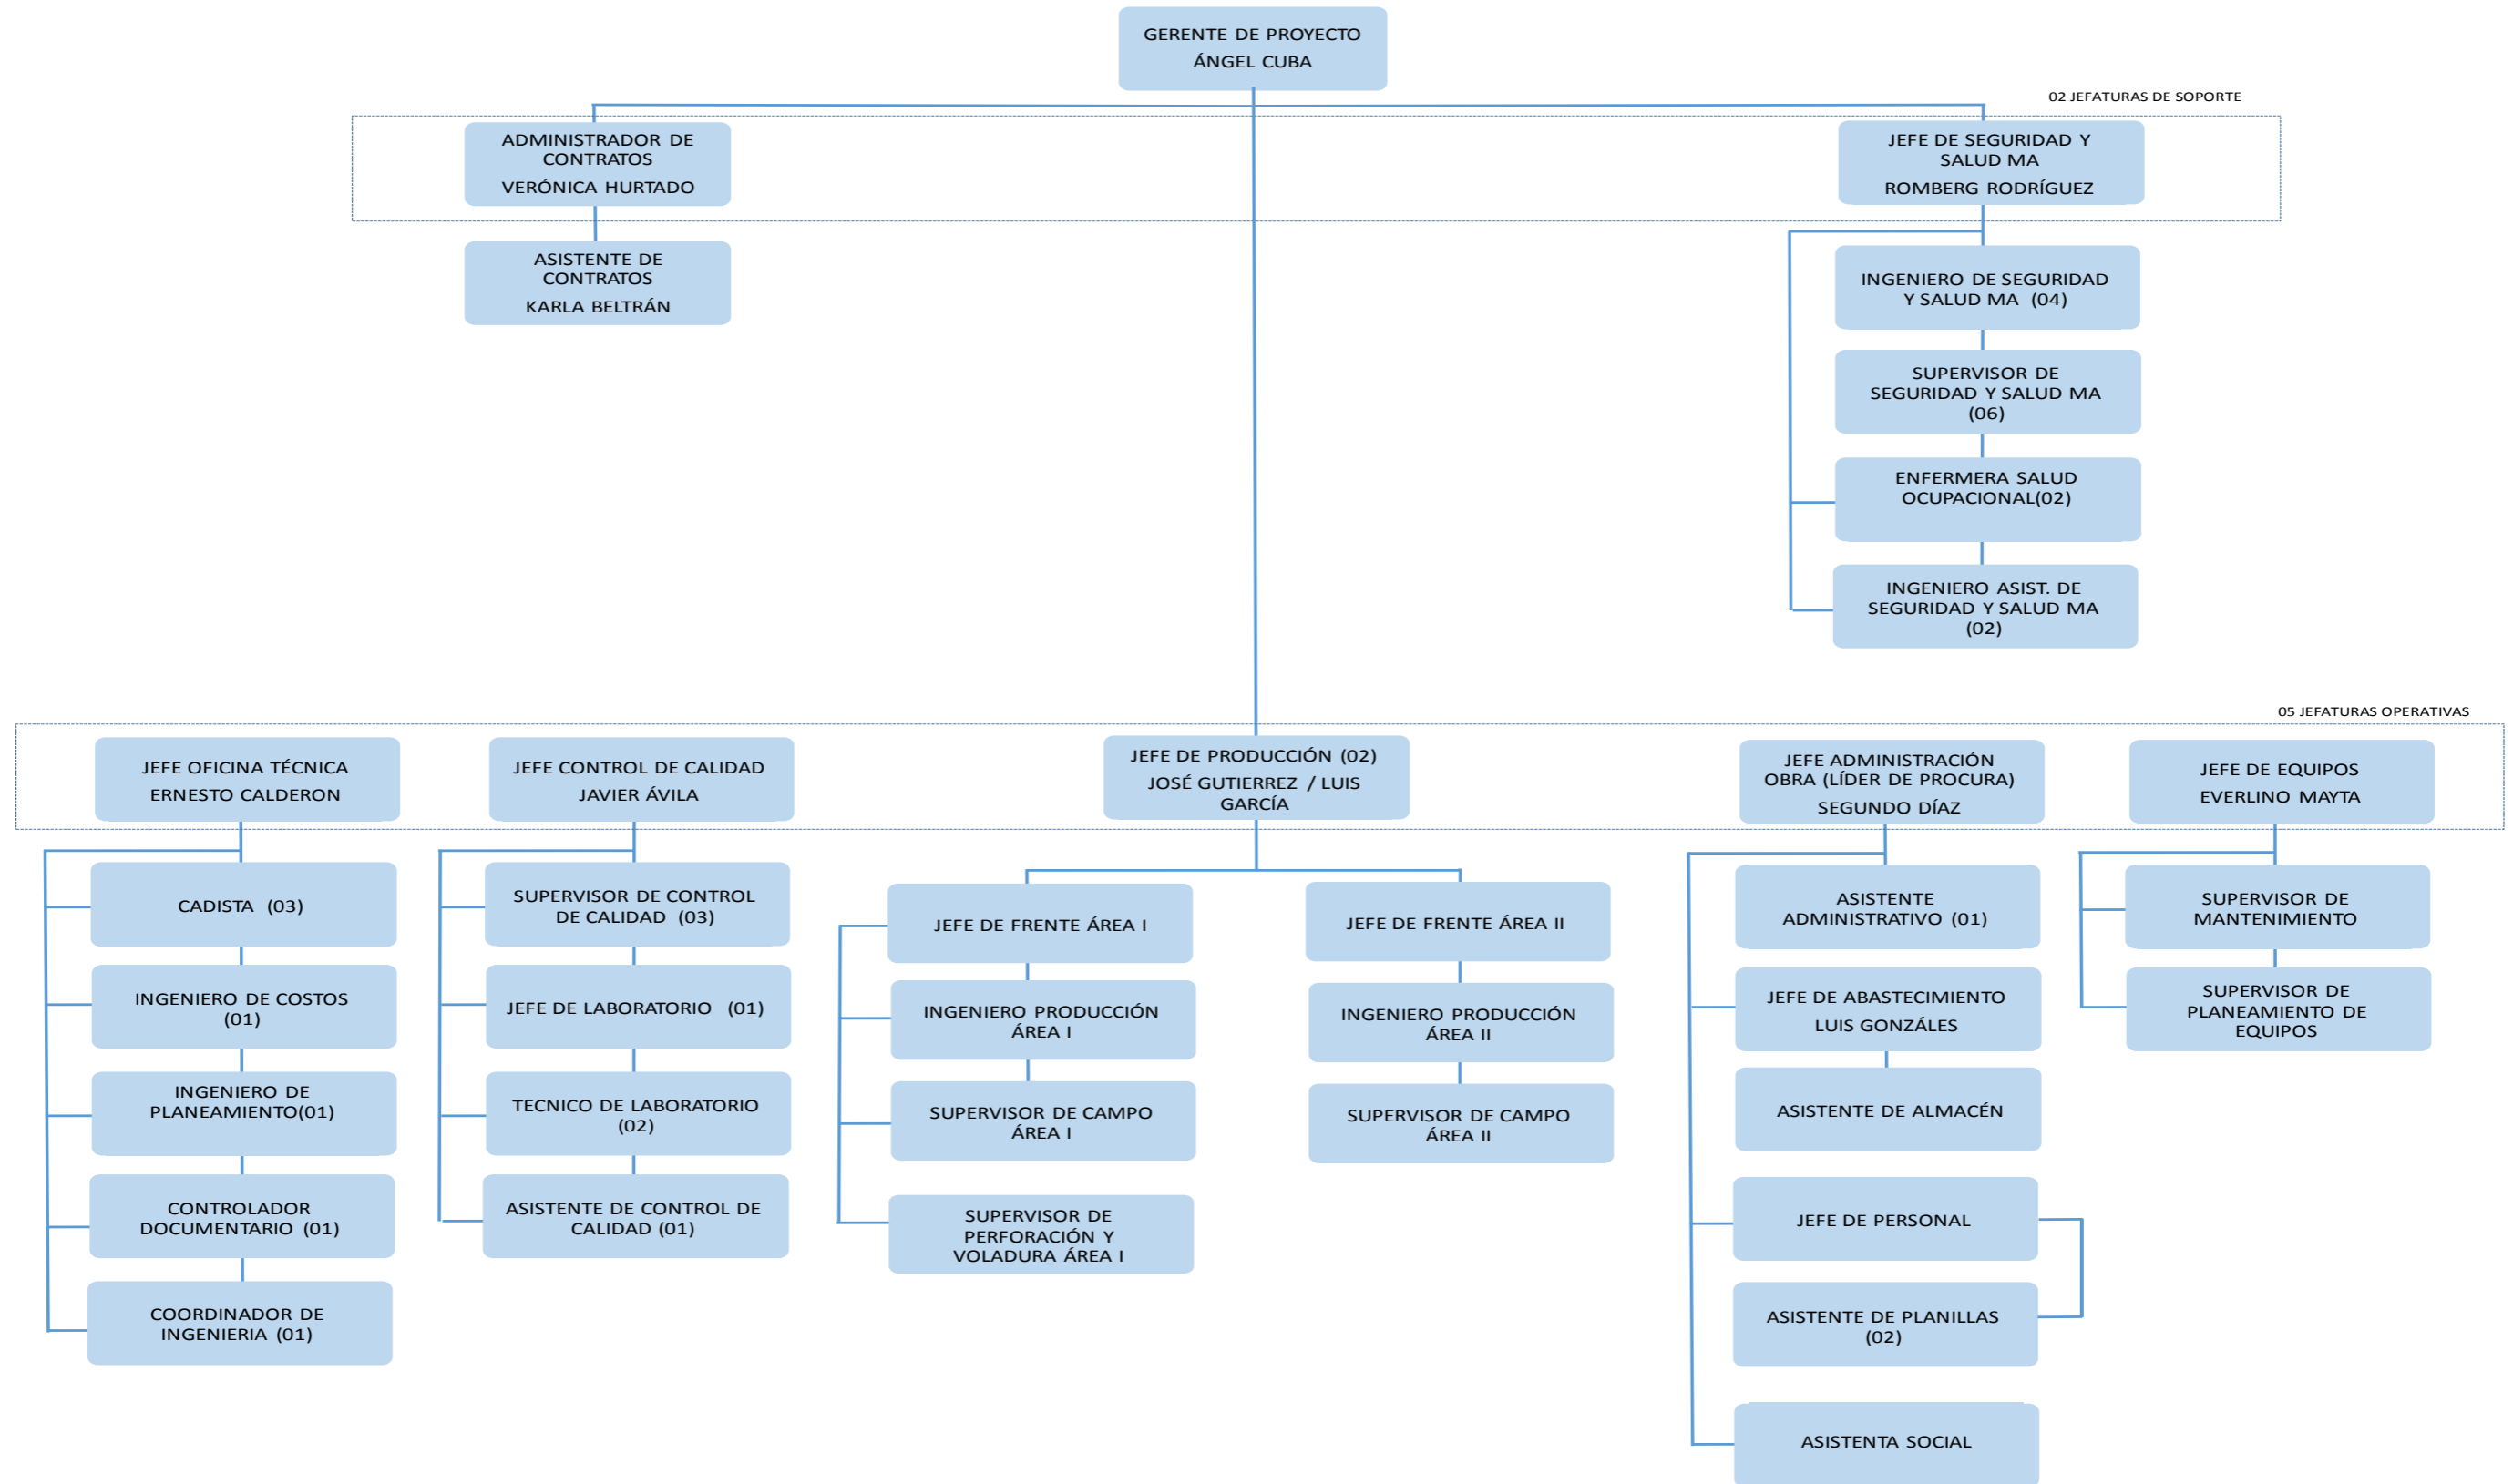 GERENTE DE PROYECTO
ÁNGEL CUBA
02 JEFATURAS DE SOPORTE
ADMINISTRADOR DE
CONTRATOS
VERÓNICA HURTADO
JEFE DE SEGURIDAD Y
SALUD MA
ROMBERG RODRÍGUEZ
ASISTENTE DE
CONTRATOS
KARLA BELTRÁN
INGENIERO DE SEGURIDAD
Y SALUD MA (04)
SUPERVISOR DE
SEGURIDAD Y SALUD MA
(06)
ENFERMERA SALUD
OCUPACIONAL(02)
INGENIERO ASIST. DE
SEGURIDAD Y SALUD MA
(02)
05 JEFATURAS OPERATIVAS
JEFE OFICINA TÉCNICA
ERNESTO CALDERON
JEFE CONTROL DE CALIDAD
JAVIER ÁVILA
JEFE DE PRODUCCIÓN (02)
JOSÉ GUTIERREZ / LUIS
GARCÍA
JEFE ADMINISTRACIÓN
OBRA (LÍDER DE PROCURA)
SEGUNDO DÍAZ
JEFE DE EQUIPOS
EVERLINO MAYTA
CADISTA (03)
INGENIERO DE COSTOS
(01)
INGENIERO DE
PLANEAMIENTO(01)
CONTROLADOR
DOCUMENTARIO (01)
COORDINADOR DE
INGENIERIA (01)
SUPERVISOR DE CONTROL
DE CALIDAD (03)
JEFE DE LABORATORIO (01)
TECNICO DE LABORATORIO
(02)
ASISTENTE DE CONTROL DE
CALIDAD (01)
JEFE DE FRENTE ÁREA I
INGENIERO PRODUCCIÓN
ÁREA I
SUPERVISOR DE CAMPO
ÁREA I
SUPERVISOR DE
PERFORACIÓN Y
VOLADURA ÁREA I
JEFE DE FRENTE ÁREA II
INGENIERO PRODUCCIÓN
ÁREA II
SUPERVISOR DE CAMPO
ÁREA II
ASISTENTE
ADMINISTRATIVO (01)
JEFE DE ABASTECIMIENTO
LUIS GONZÁLES
ASISTENTE DE ALMACÉN
JEFE DE PERSONAL
ASISTENTE DE PLANILLAS
(02)
ASISTENTA SOCIAL
SUPERVISOR DE
MANTENIMIENTO
SUPERVISOR DE
PLANEAMIENTO DE
EQUIPOS